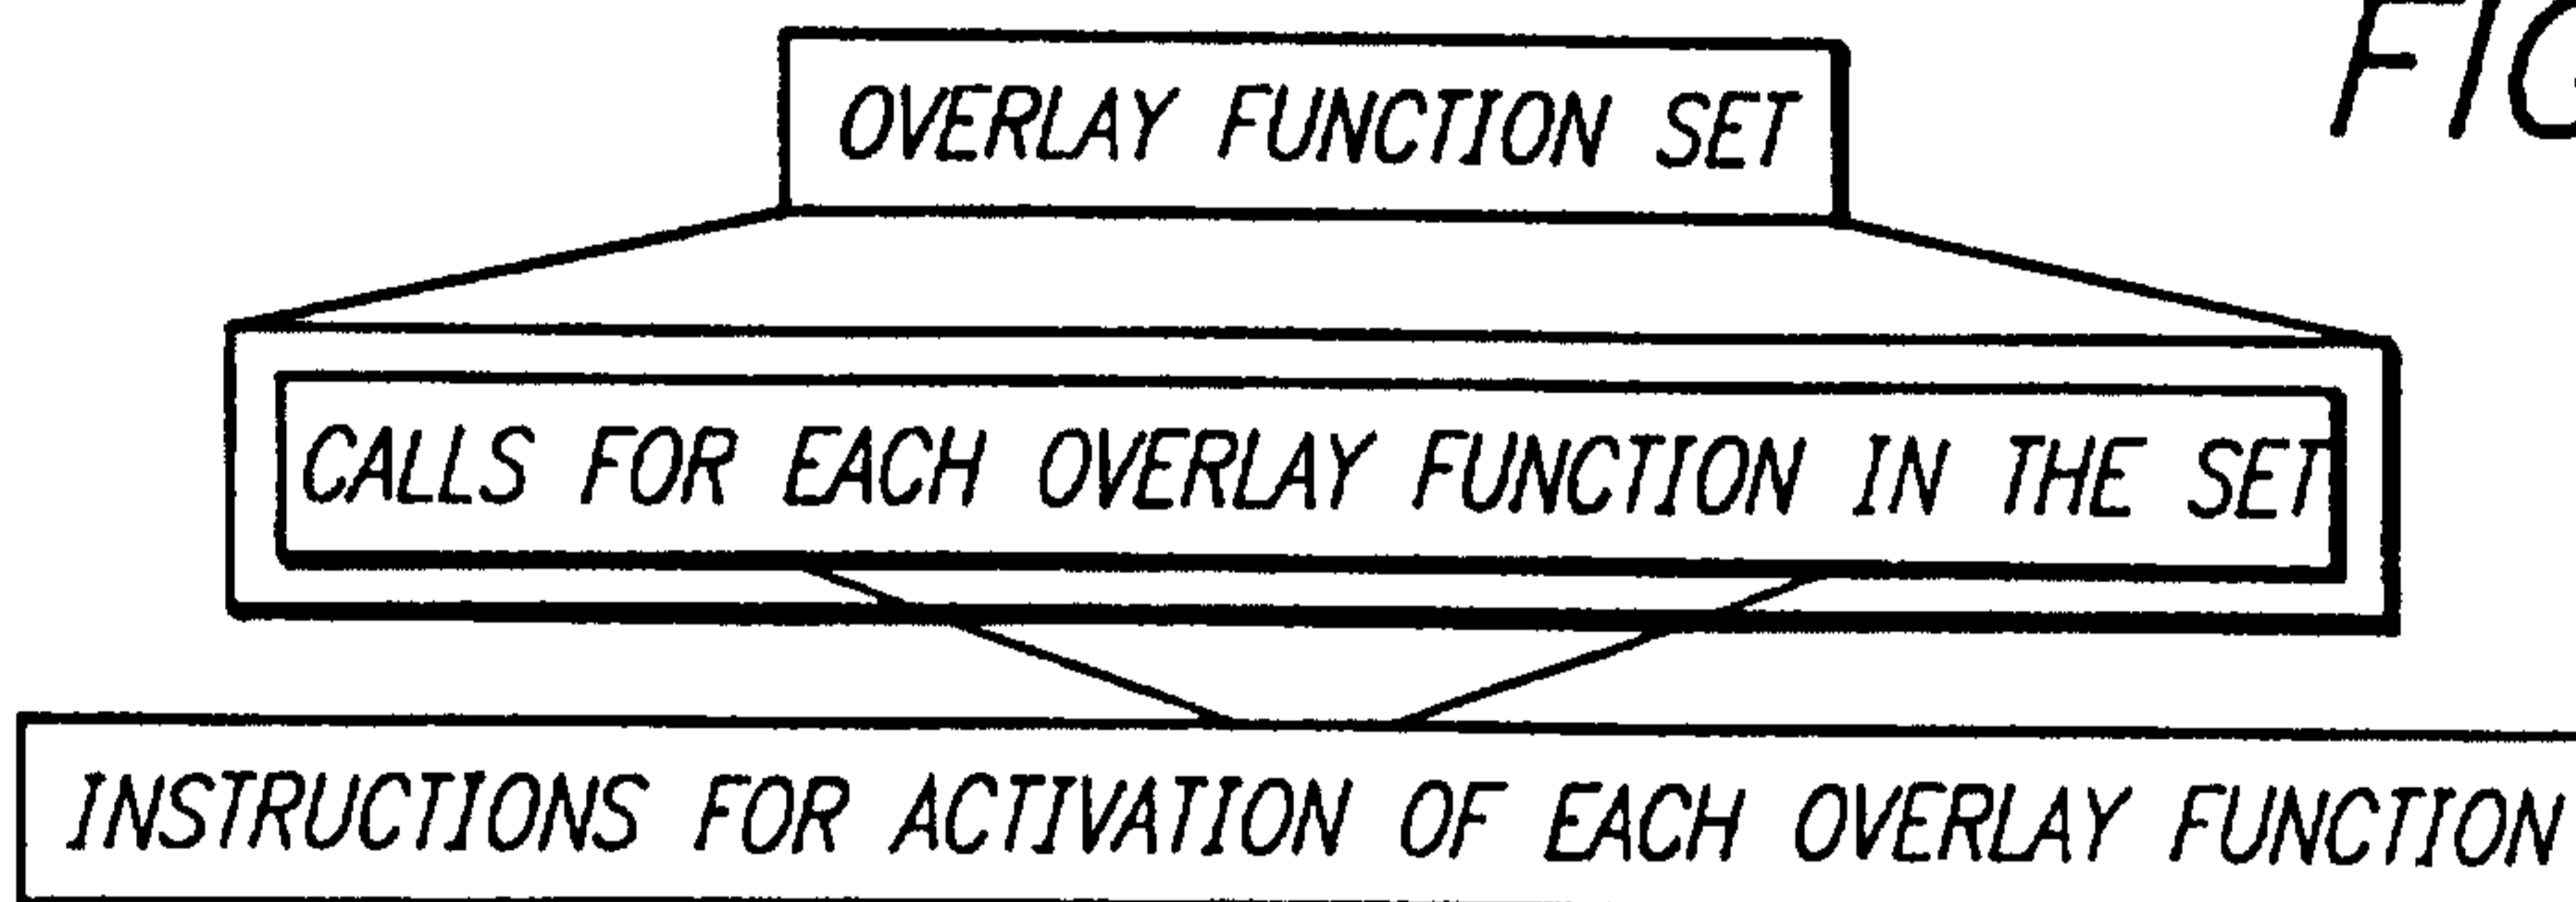 OVERLAY FUNCTION SET
CALLS FOR EACH OVERLAY FUNCTION IN THE SET
INSTRUCTIONS FOR ACTIVATION OF EACH OVERLAY FUNCTION